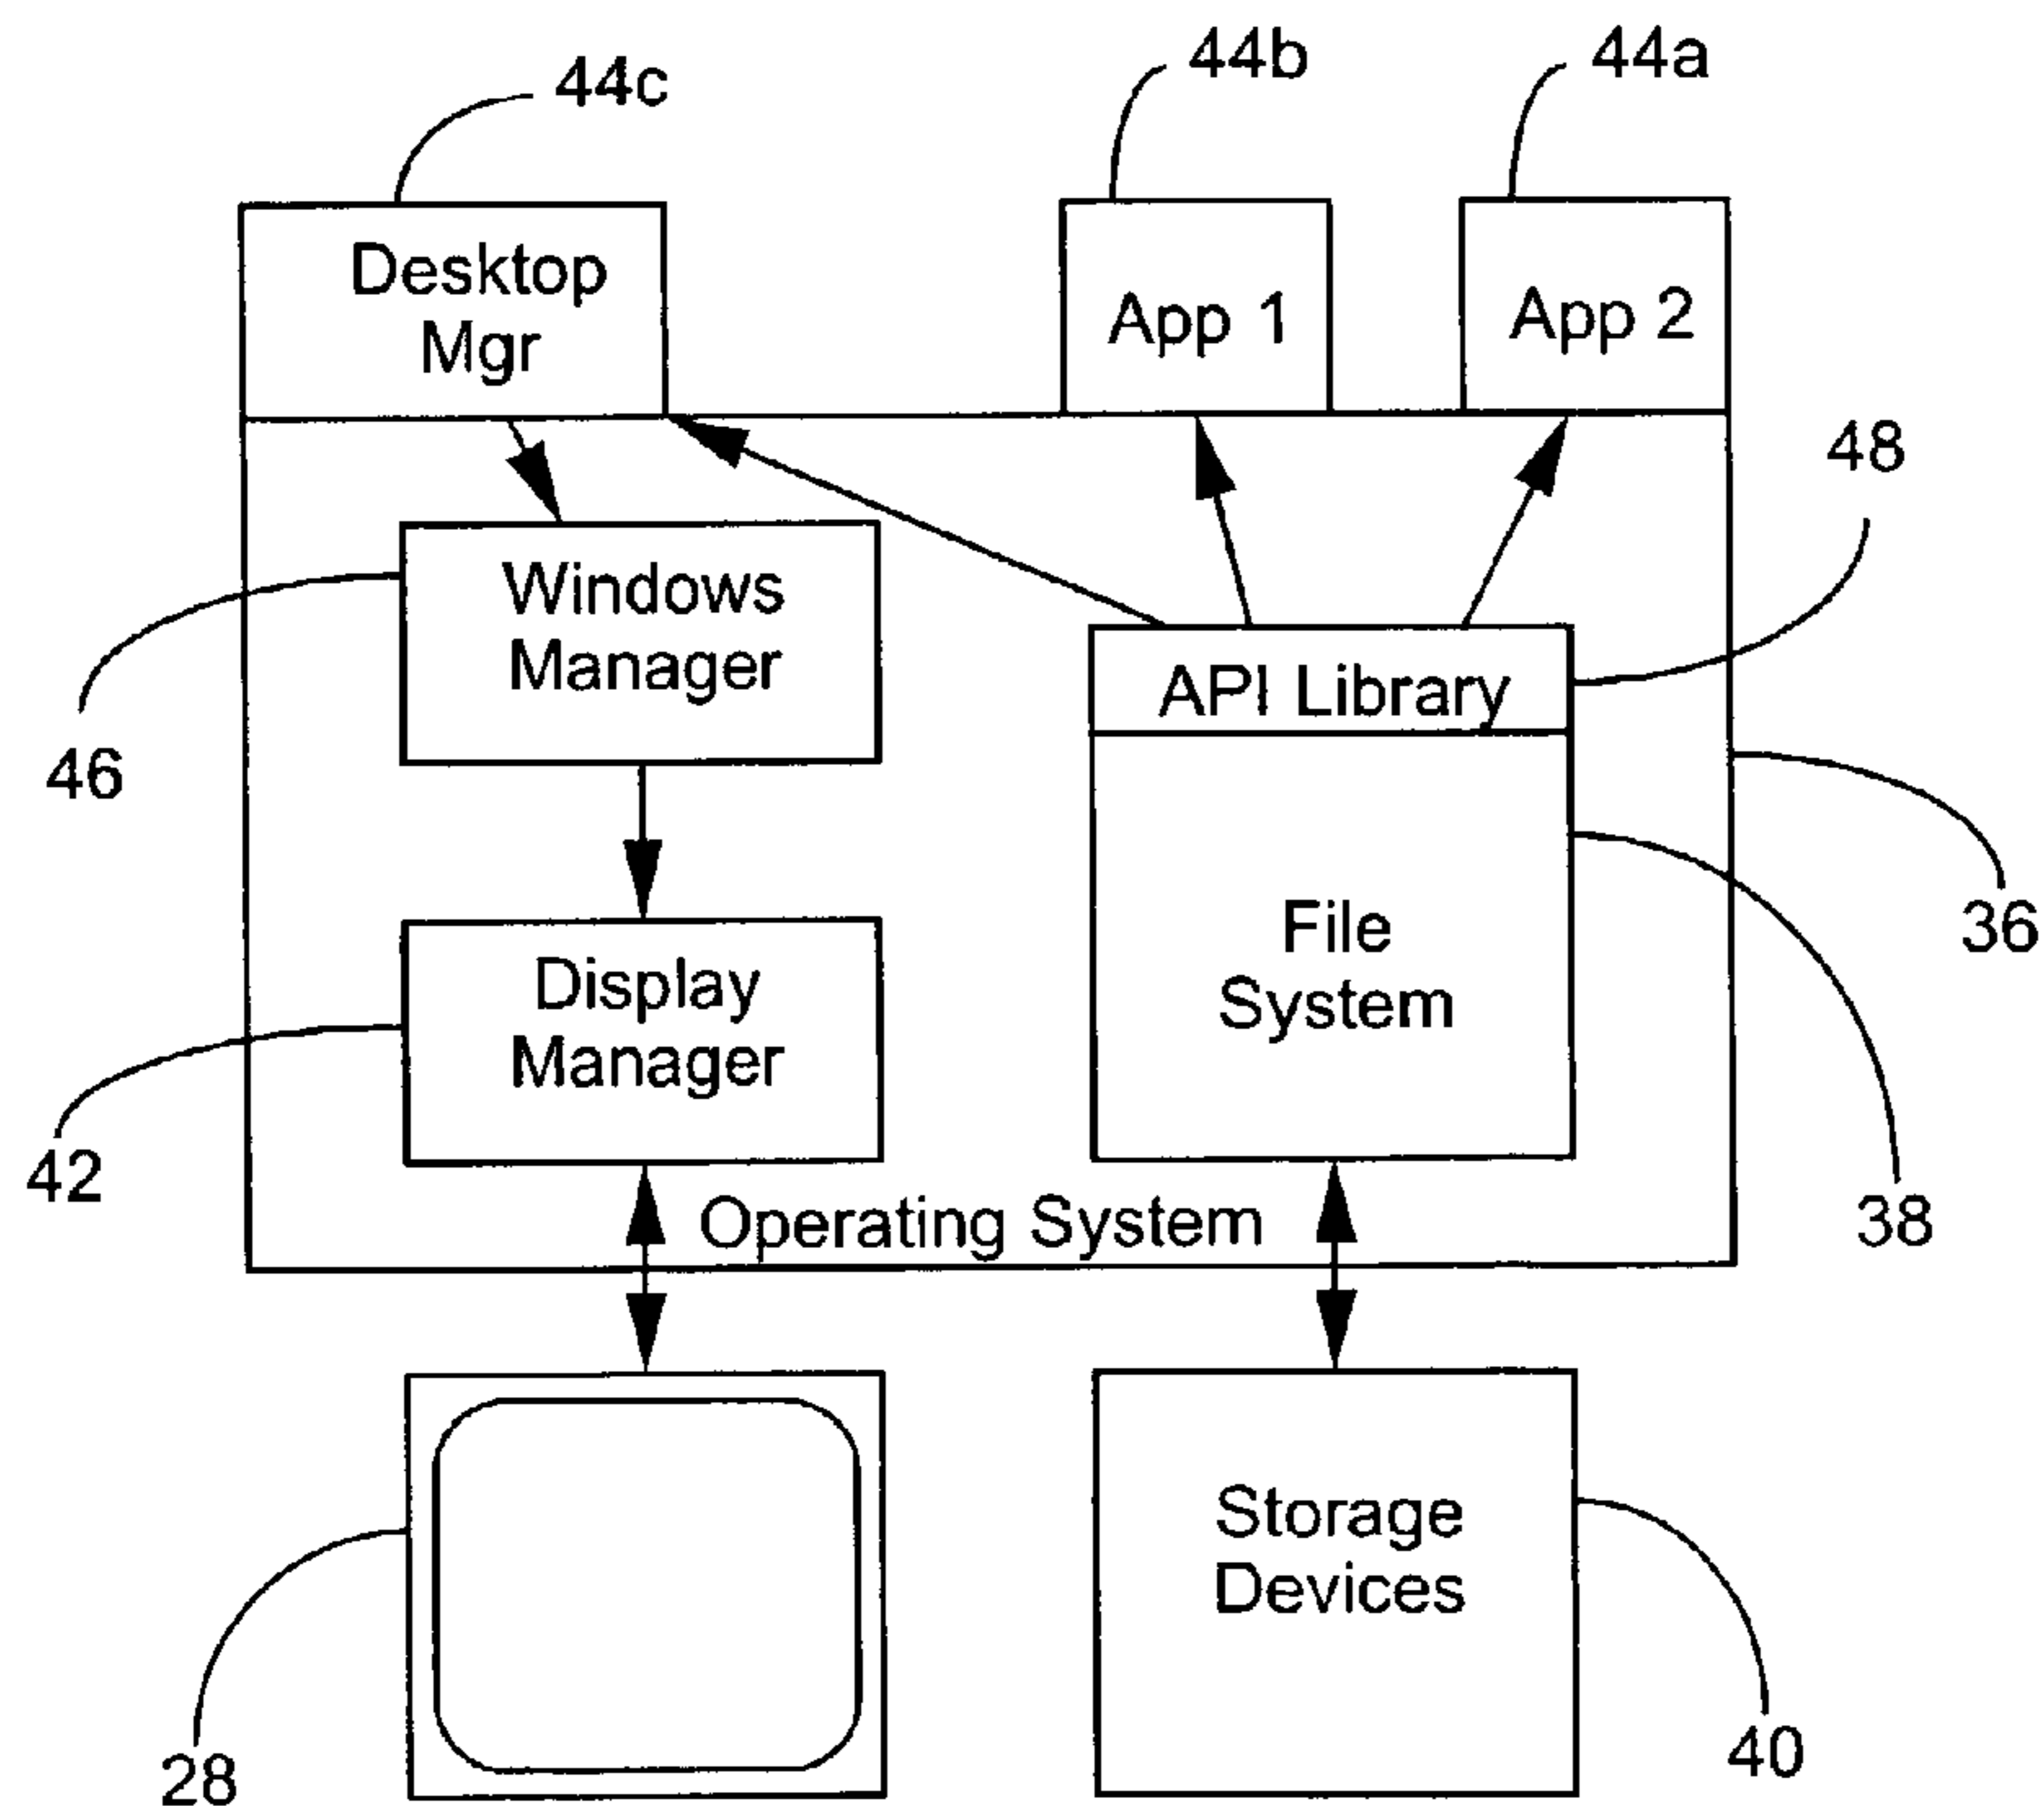 44c
44b
44a
Desktop
Mgr
App 1
App 2
48
Windows
Manager
API Library
46
36
File
System
Display
Manager
42
38
Operating System
Storage
Devices
28
40